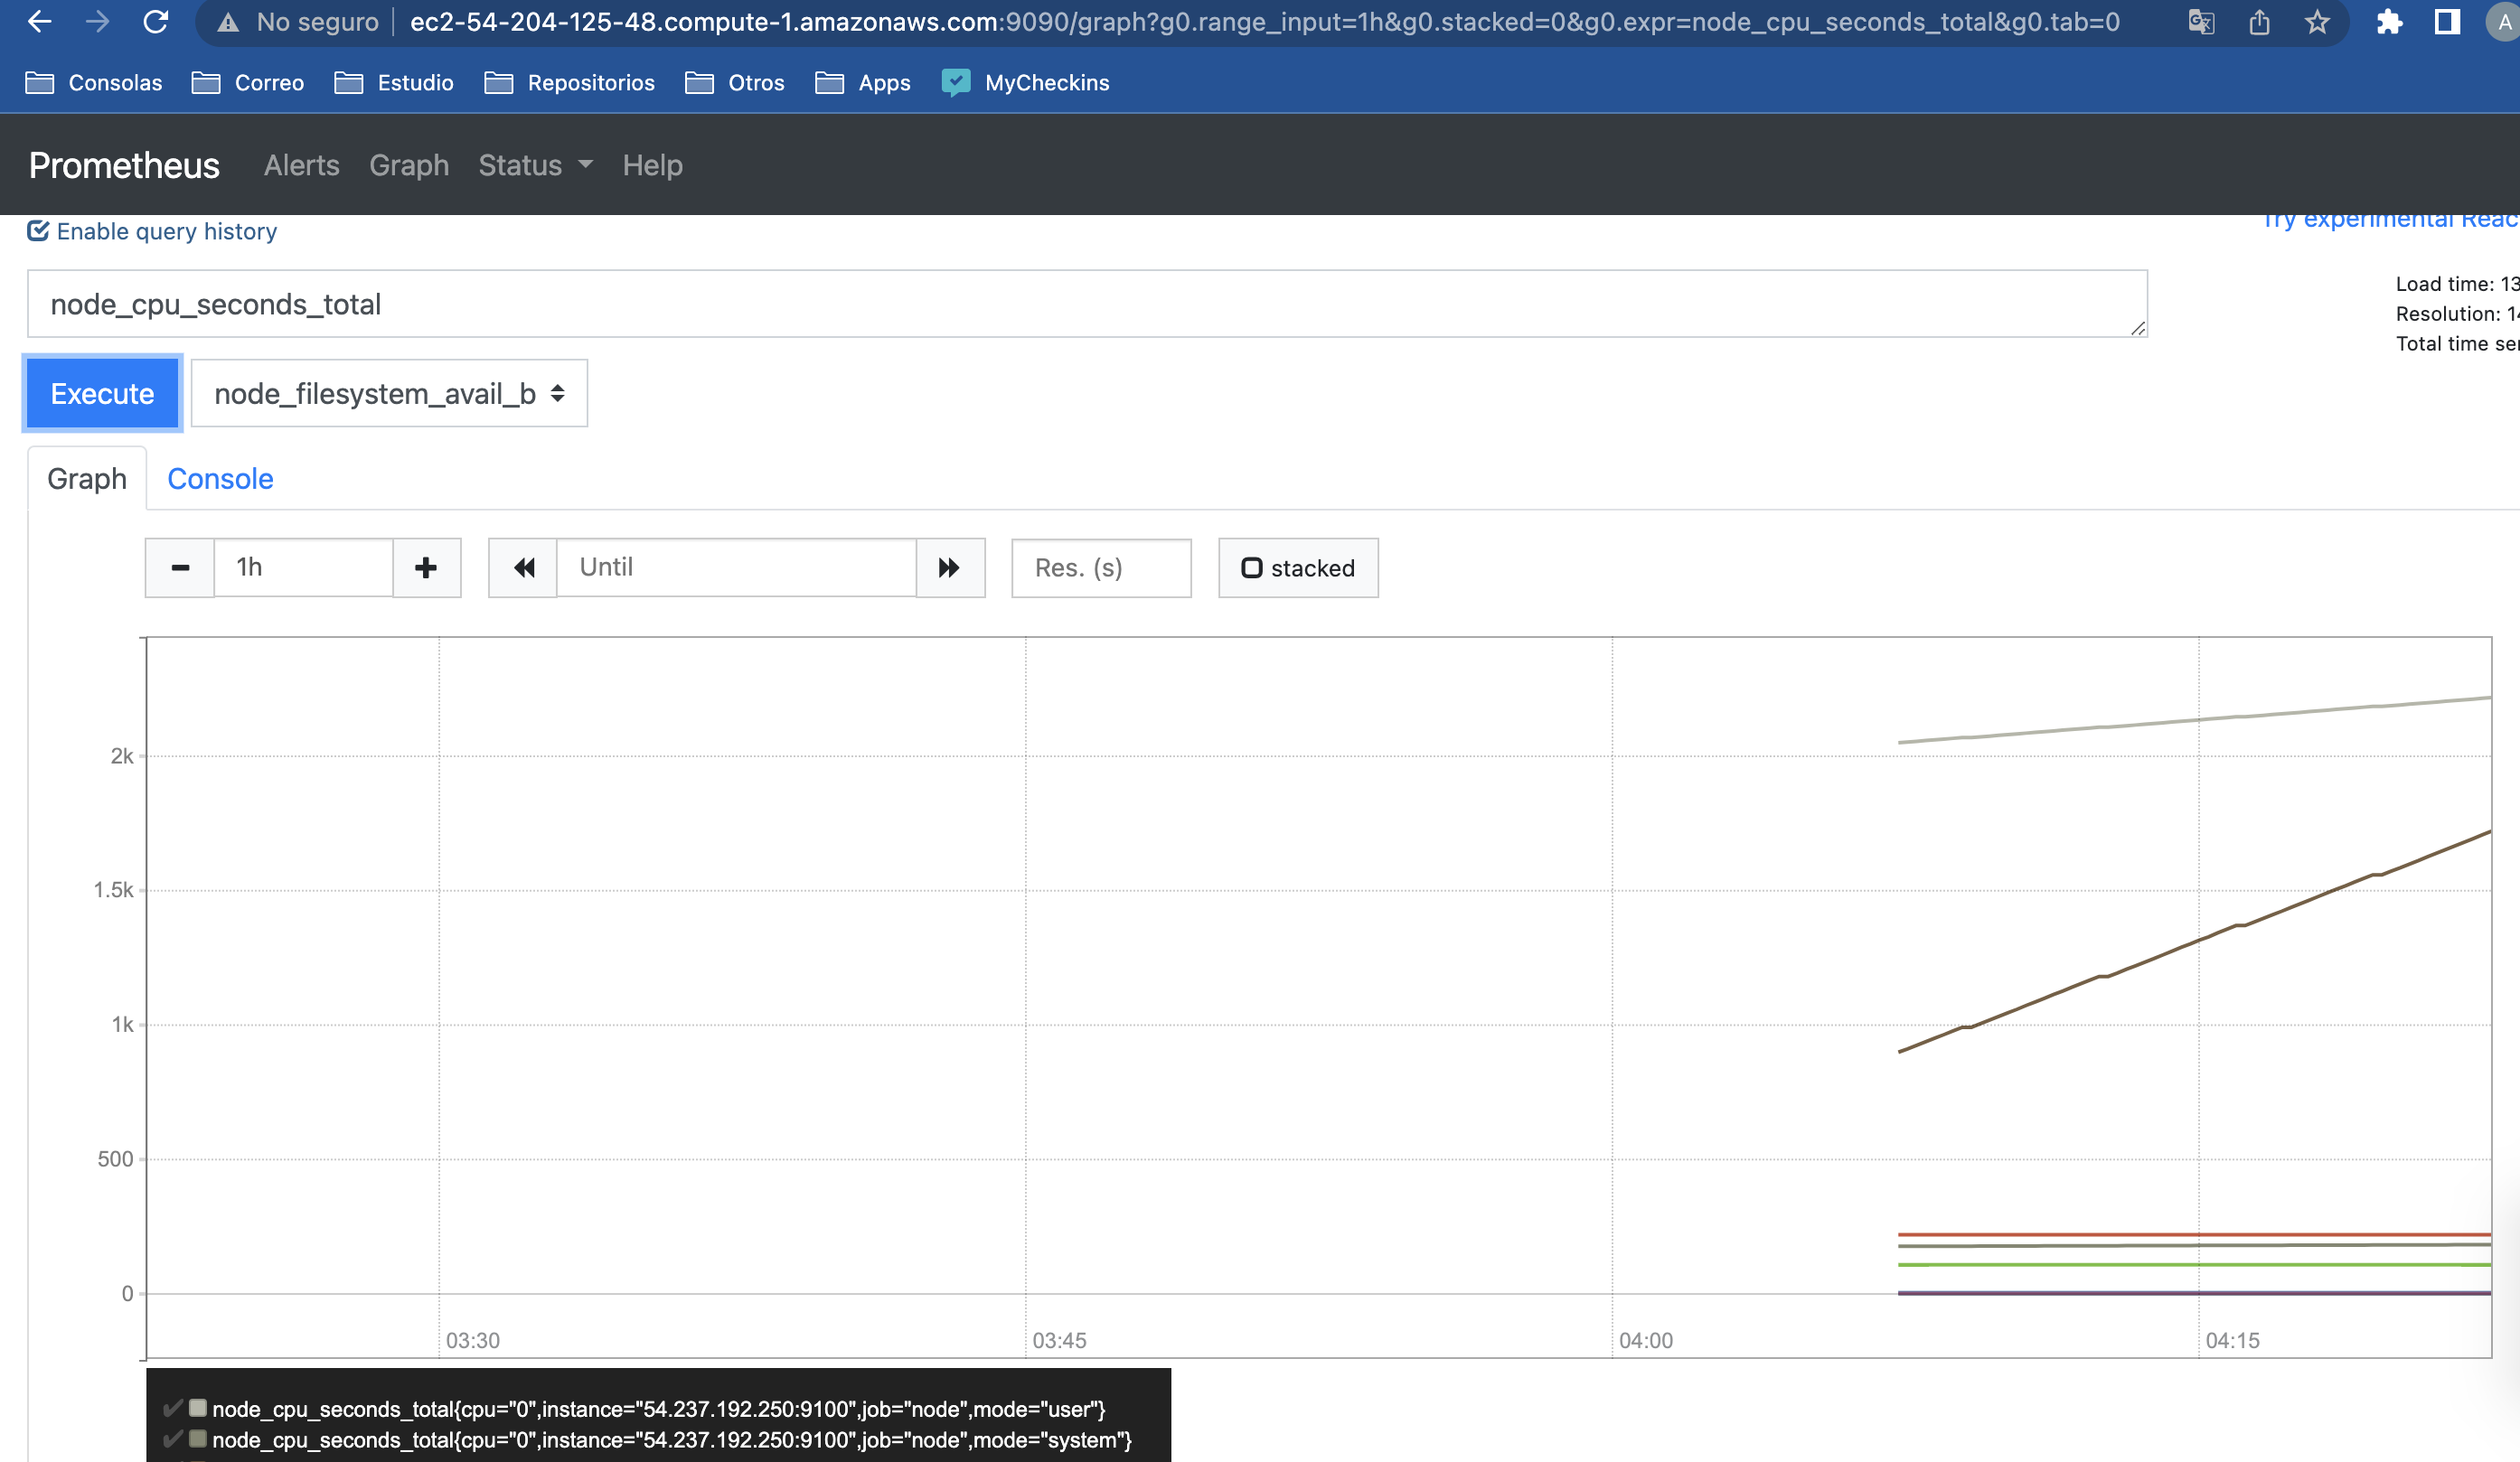 No seguro ec2-54-204-125-48.compute-1.amazonaws.com:9090/graph?g0.range_input=1h&g0.stacked=0&g0.expr=node_cpu_seconds_total&g0.tab=0 A
Consolas Correo Estudio Repositorios Otros Apps MyCheckins
Prometheus Alerts Graph Status Help
Enable query history Try experimental Reac
node_cpu_seconds_total
Load time: 13
Resolution: 14
Total time se
Execute node_filesystem_avail_b
Graph Console
1h Until Res. (s) stacked
2k
1.5k
1k
500
0
03:30 03:45 04:00 04:15
node_cpu_seconds_total{cpu="0",instance="54.237.192.250:9100",job="node",mode="user"}
node_cpu_seconds_total{cpu="0",instance="54.237.192.250:9100",job="node",mode="system"}